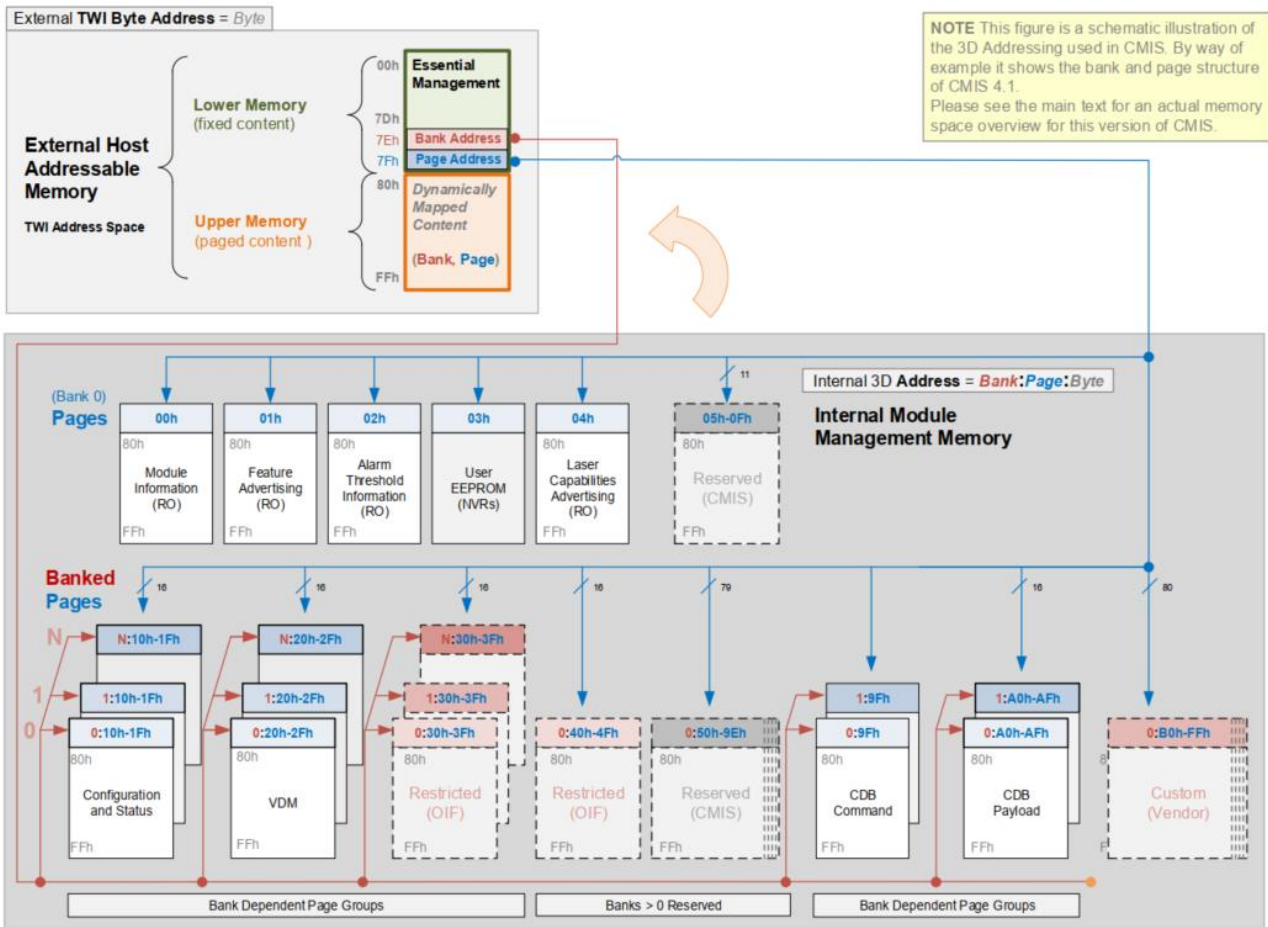 External TWI Byte Address = Byte
NOTE This figure is a schematic illustration of
the 3D Addressing used in CMIS. By way of
example it shows the bank and page structure
of CMIS 4.1.
Please see the main text for an actual memory
space overview for this version of CMIS.
External Host
Addressable
Memory
TWI Address Space
Lower Memory
(fixed content)
Upper Memory
(paged content )
00h
7Dh
7Eh
7Fh
80h
FFh
Essential
Management
Bank Address
Page Address
Dynamically
Mapped
Content
(Bank, Page)
Internal 3D Address = Bank:Page:Byte
Internal Module
Management Memory
(Bank 0)
Pages
11
00h
80h
Module
Information
(RO)
FFh
01h
80h
Feature
Advertising
(RO)
FFh
02h
80h
Alarm
Threshold
Information
(RO)
FFh
03h
User
EEPROM
(NVRs)
04h
80h
Laser
Capabilities
Advertising
(RO)
FFh
05h-0Fh
80h
Reserved
(CMIS)
FFh
Banked
Pages
16
16
16
16
79
16
80
N
1
0
N:10h-1Fh
1:10h-1Fh
0:10h-1Fh
80h
Configuration
and Status
FFh
N:20h-2Fh
1:20h-2Fh
0:20h-2Fh
80h
VDM
FFh
N:30h-3Fh
1:30h-3Fh
0:30h-3Fh
80h
Restricted
(OIF)
FFh
0:40h-4Fh
80h
Restricted
(OIF)
FFh
0:50h-9Eh
80h
Reserved
(CMIS)
FFh
1:9Fh
0:9Fh
80h
CDB
Command
FFh
1:A0h-AFh
0:A0h-AFh
80h
CDB
Payload
FFh
0:B0h-FFh
8
Custom
(Vendor)
F
Bank Dependent Page Groups
Banks > 0 Reserved
Bank Dependent Page Groups